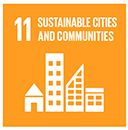 11 SUSTAINABLE CITIES
AND COMMUNITIES